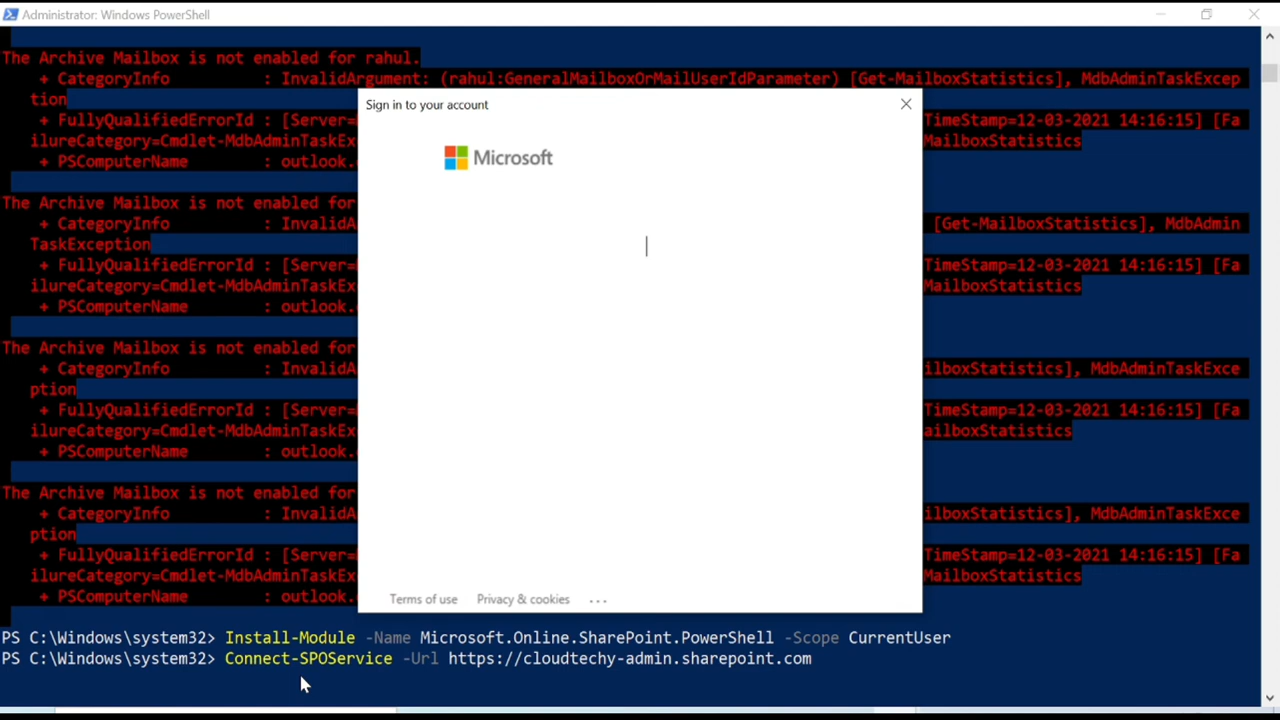 Administrator: Windows PowerShell
The Archive Mailbox is not enabled for rahul.
+ CategoryInfo : InvalidArgument: (rahul:GeneralMailboxOrMailUserIdParameter) [Get-MailboxStatistics], MdbAdminTaskExcep
tion
Sign in to your account
+ FullyQualifiedErrorId : [Server= TimeStamp=12-03-2021 14:16:15] [Fa
ilureCategory=Cmdlet-MdbAdminTaskEx MailboxStatistics
Microsoft
+ PSComputerName : outlook.
The Archive Mailbox is not enabled for
+ CategoryInfo : InvalidA [Get-MailboxStatistics], MdbAdmin
TaskException
+ FullyQualifiedErrorId : [Server= TimeStamp=12-03-2021 14:16:15] [Fa
ilureCategory=Cmdlet-MdbAdminTaskEx MailboxStatistics
+ PSComputerName : outlook.
The Archive Mailbox is not enabled for
+ CategoryInfo : InvalidA ilboxStatistics], MdbAdminTaskExce
ption
+ FullyQualifiedErrorId : [Server= TimeStamp=12-03-2021 14:16:15] [Fa
ilureCategory=Cmdlet-MdbAdminTaskEx ailboxStatistics
+ PSComputerName : outlook.
The Archive Mailbox is not enabled for
+ CategoryInfo : InvalidA ilboxStatistics], MdbAdminTaskExce
ption
+ FullyQualifiedErrorId : [Server= TimeStamp=12-03-2021 14:16:15] [Fa
ilureCategory=Cmdlet-MdbAdminTaskEx MailboxStatistics
+ PSComputerName : outlook.
Terms of use Privacy & cookies ...
PS C:\Windows\system32> Install-Module -Name Microsoft.Online.SharePoint.PowerShell -Scope CurrentUser
PS C:\Windows\system32> Connect-SPOService -Url https://cloudtechy-admin.sharepoint.com